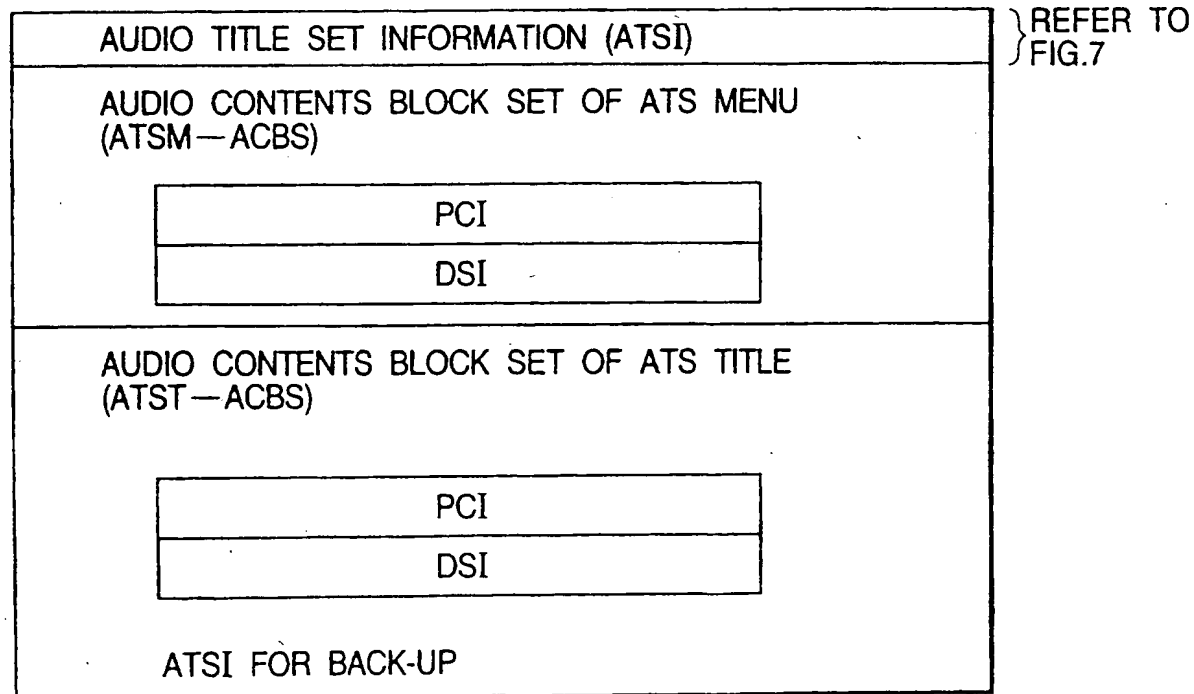 AUDIO TITLE SET INFORMATION (ATSI)
REFER TO
FIG.7
AUDIO CONTENTS BLOCK SET OF ATS MENU
(ATSM—ACBS)
PCI
DSI
AUDIO CONTENTS BLOCK SET OF ATS TITLE
(ATST—ACBS)
PCI
DSI
ATSI FOR BACK-UP